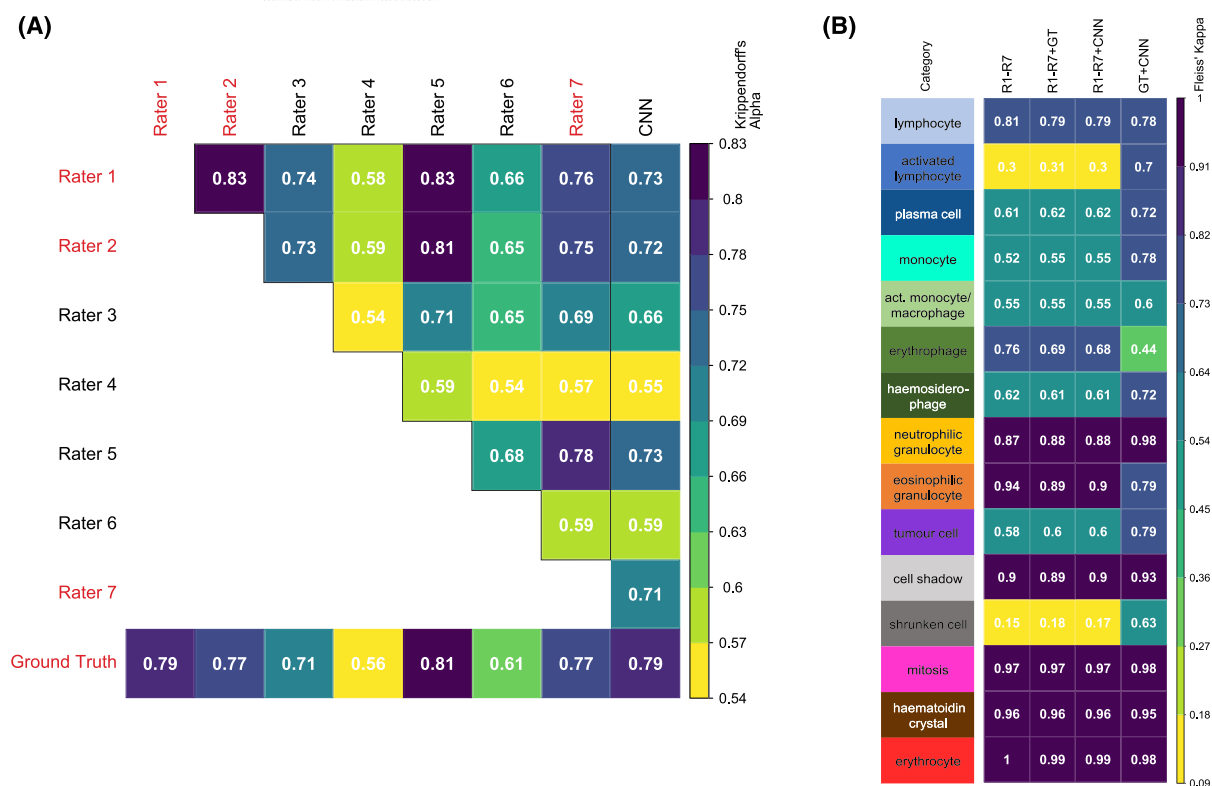 (A)
Rater 1
Rater 2
Rater 3
Rater 4
Rater 5
Rater 6
Rater 7
CNN
Krippendorff's
Alpha
Rater 1
0.83 0.74 0.58 0.83 0.66 0.76 0.73
Rater 2
0.73 0.59 0.81 0.65 0.75 0.72
Rater 3
0.54 0.71 0.65 0.69 0.66
Rater 4
0.59 0.54 0.57 0.55
Rater 5
0.68 0.78 0.73
Rater 6
0.59 0.59
Rater 7
0.71
Ground Truth
0.79 0.77 0.71 0.56 0.81 0.61 0.77 0.79
0.83
0.8
0.78
0.75
0.72
0.69
0.66
0.63
0.6
0.57
0.54
(B)
Category
R1-R7
R1-R7+GT
R1-R7+CNN
GT+CNN
Fleiss' Kappa
lymphocyte
0.81 0.79 0.79 0.78
activated
lymphocyte
0.3 0.31 0.3 0.7
plasma cell
0.61 0.62 0.62 0.72
monocyte
0.52 0.55 0.55 0.78
act. monocyte/
macrophage
0.55 0.55 0.55 0.6
erythrophage
0.76 0.69 0.68 0.44
haemosidero-
phage
0.62 0.61 0.61 0.72
neutrophilic
granulocyte
0.87 0.88 0.88 0.98
eosinophilic
granulocyte
0.94 0.89 0.9 0.79
tumour cell
0.58 0.6 0.6 0.79
cell shadow
0.9 0.89 0.9 0.93
shrunken cell
0.15 0.18 0.17 0.63
mitosis
0.97 0.97 0.97 0.98
haematoidin
crystal
0.96 0.96 0.96 0.95
erythrocyte
1 0.99 0.99 0.98
1
0.91
0.82
0.73
0.64
0.54
0.45
0.36
0.27
0.18
0.09